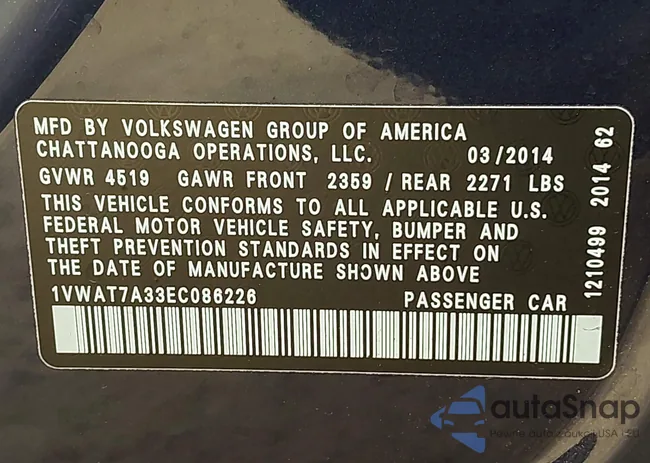 MFD BY VOLKSWAGEN GROUP OF AMERICA
CHATTANOOGA OPERATIONS, LLC. 03/2014
GVWR 4519 GAWR FRONT 2359 / REAR 2271 LBS
THIS VEHICLE CONFORMS TO ALL APPLICABLE U.S.
FEDERAL MOTOR VEHICLE SAFETY, BUMPER AND
THEFT PREVENTION STANDARDS IN EFFECT ON
THE DATE OF MANUFACTURE SHOWN ABOVE
1VWAT7A33EC086226 PASSENGER CAR
1210499 2014 62
autoSnap